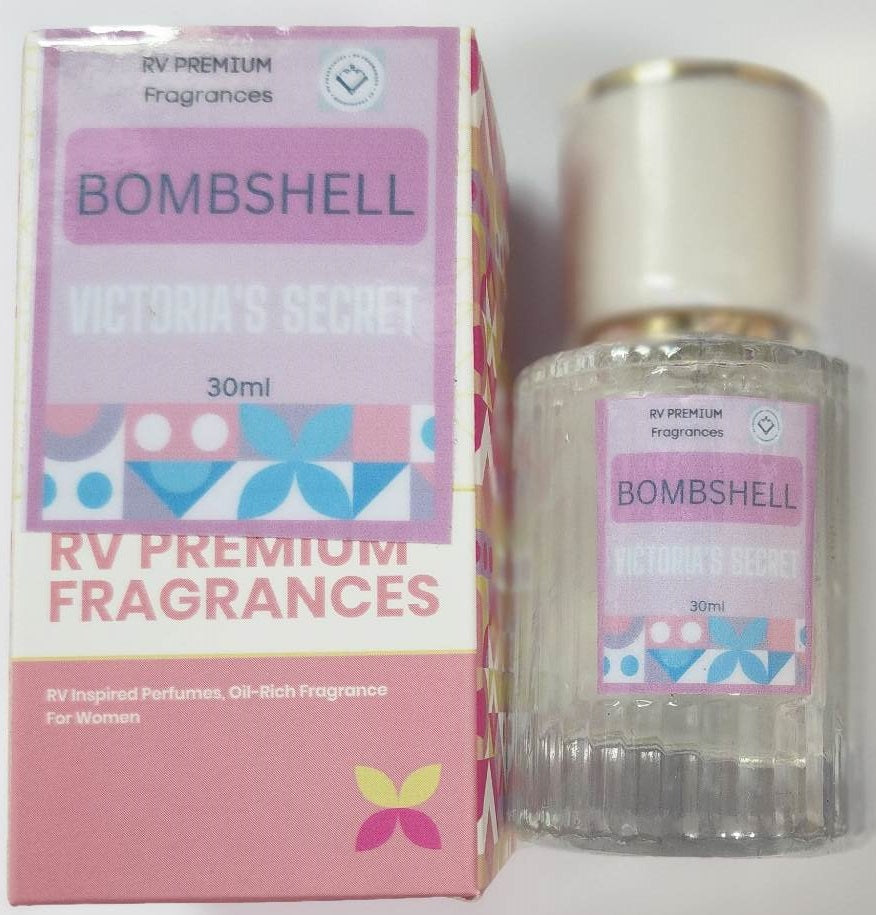 RV PREMIUM
Fragrances
BOMBSHELL
VICTORIA'S SECRET
30ml
RV PREMIUM
FRAGRANCES
RV Inspired Perfumes, Oil-Rich Fragrance
For Women
RV PREMIUM
Fragrances
BOMBSHELL
VICTORIA'S SECRET
30ml